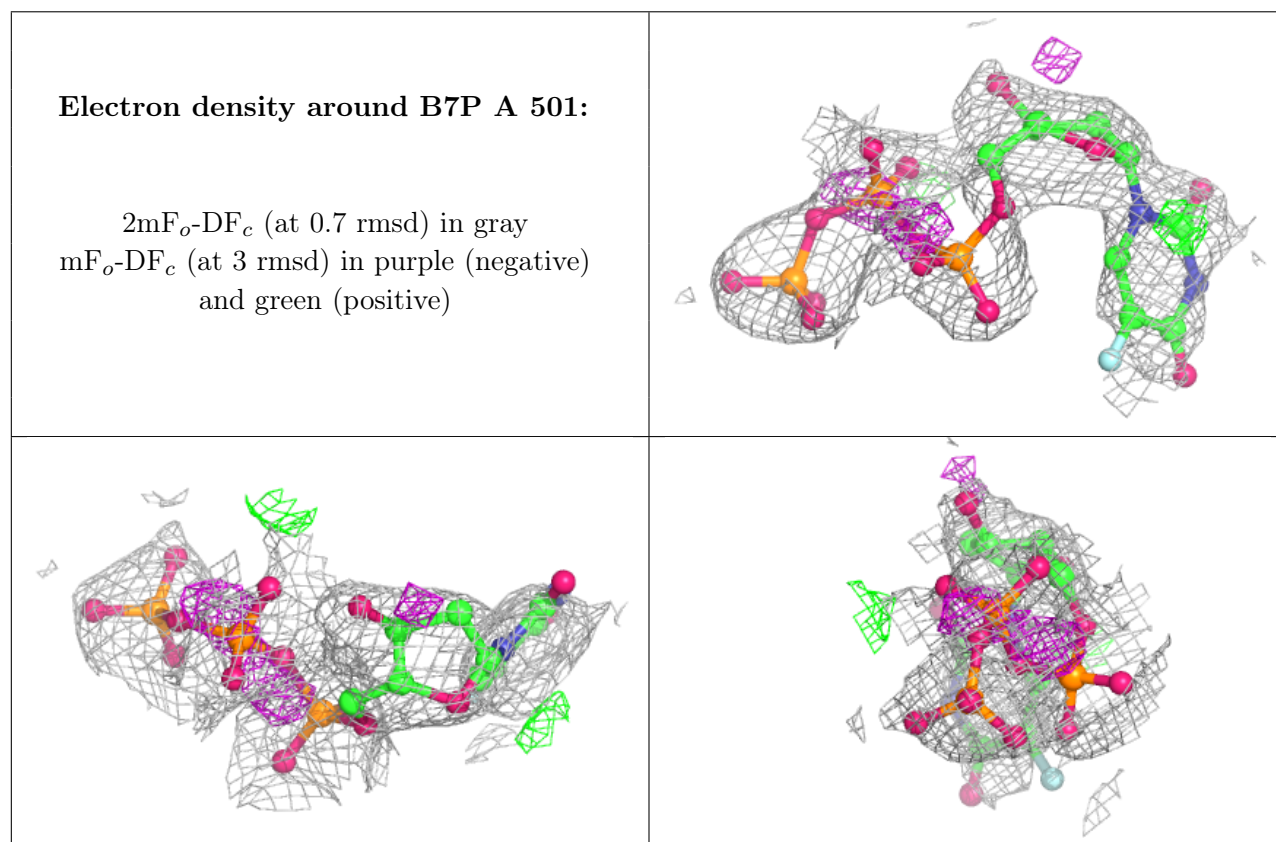 Electron density around B7P A 501:
2mFo-DFc (at 0.7 rmsd) in gray
mFo-DFc (at 3 rmsd) in purple (negative)
and green (positive)